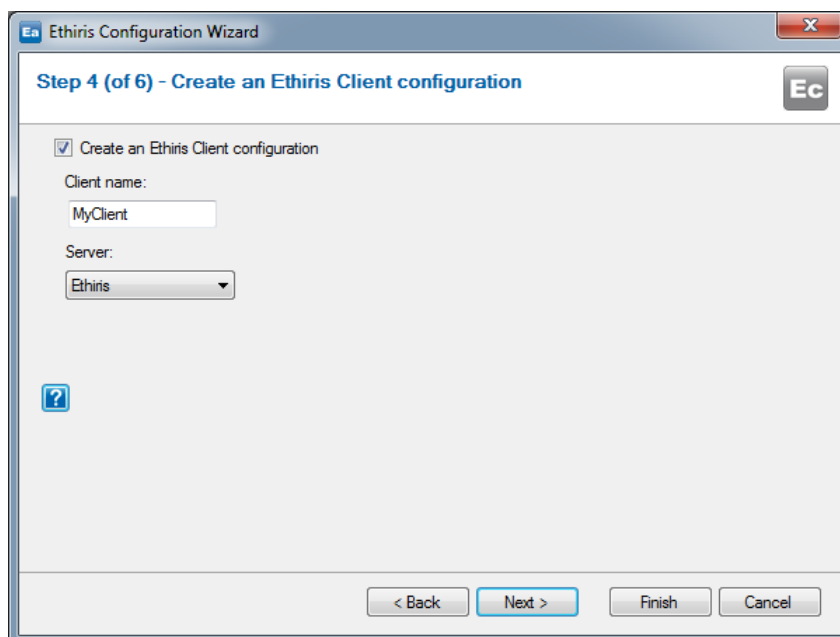 Ea Ethiris Configuration Wizard
X
Step 4 (of 6) - Create an Ethiris Client configuration
Ec
Create an Ethiris Client configuration
Client name:
MyClient
Server:
Ethiris
?
< Back Next > Finish Cancel